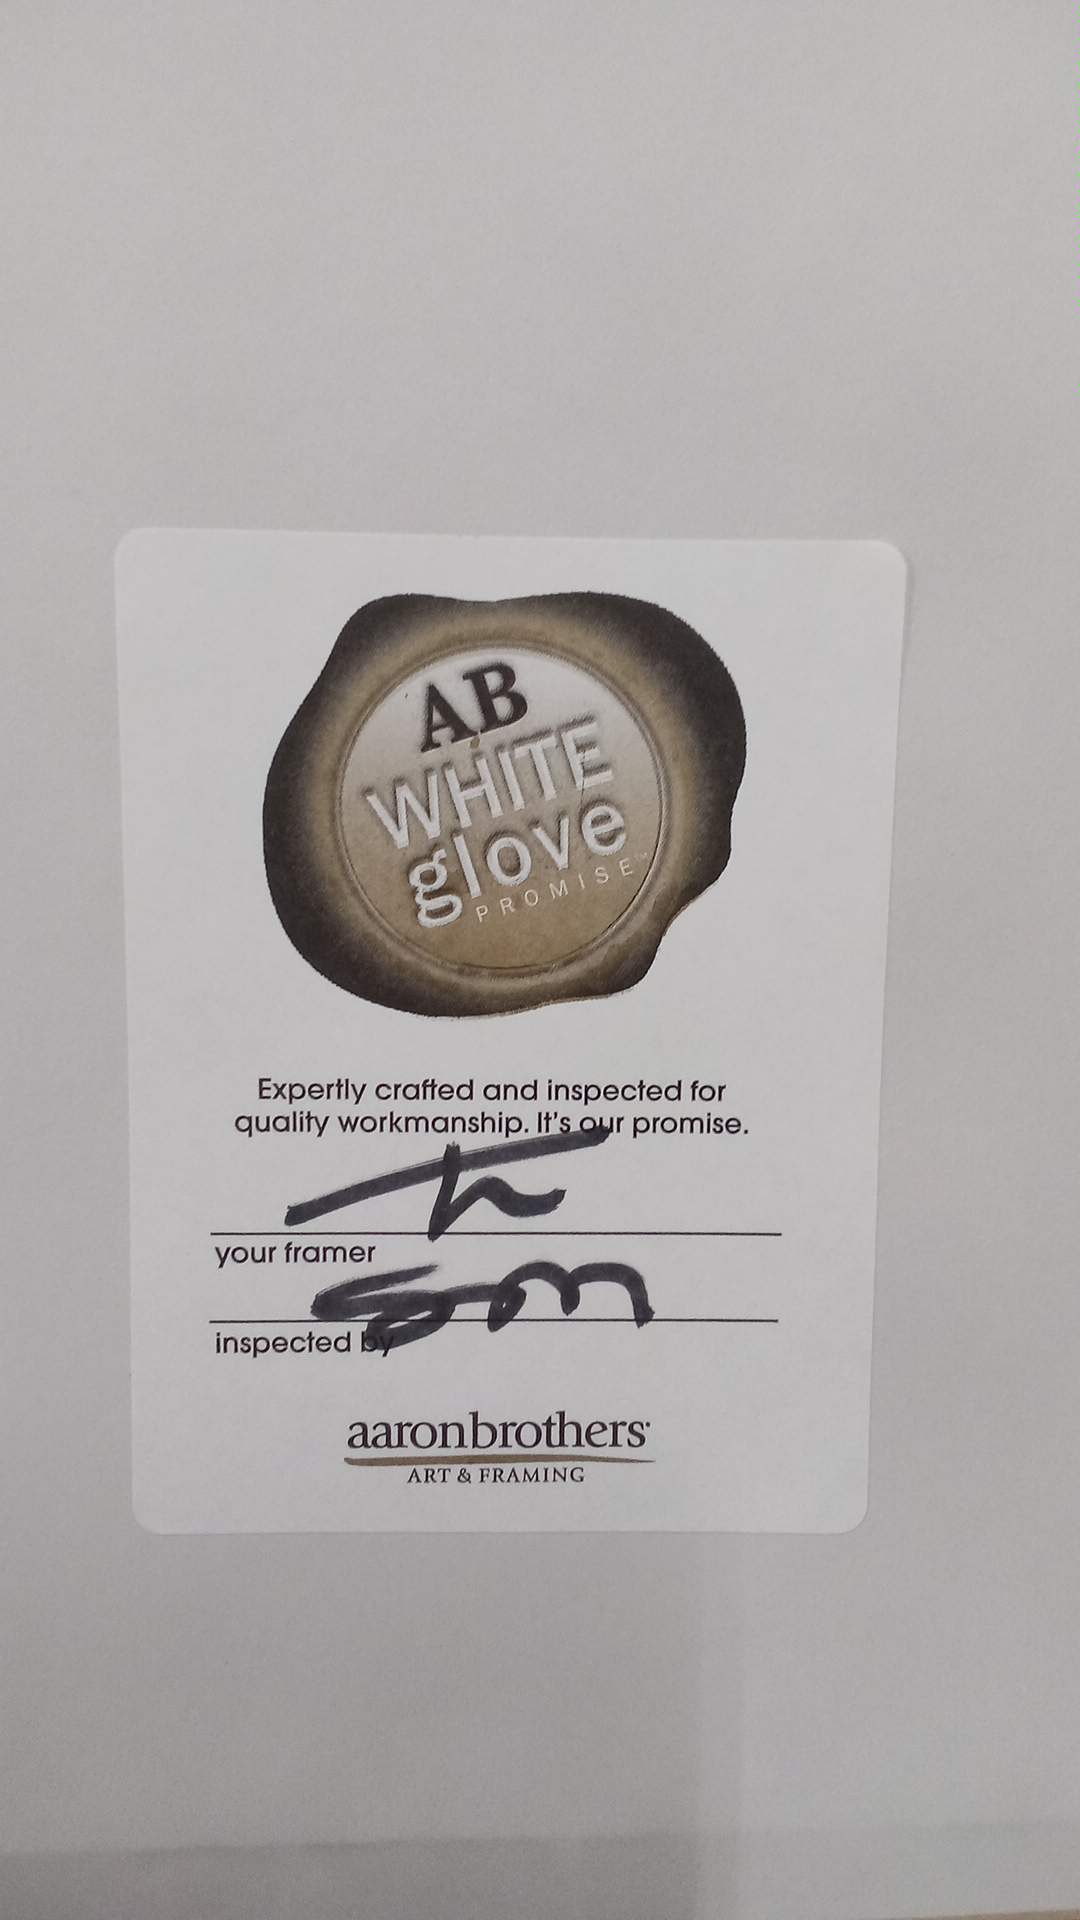 AB
WHITE
glove
PROMISE™
Expertly crafted and inspected for
quality workmanship. It's our promise.
your framer
inspected by
aaronbrothers
ART & FRAMING